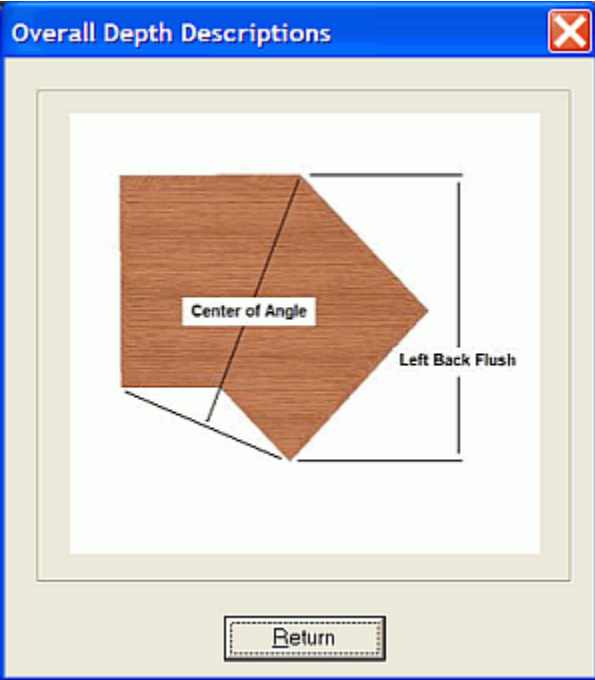 Overall Depth Descriptions
Center of Angle
Left Back Flush
Return